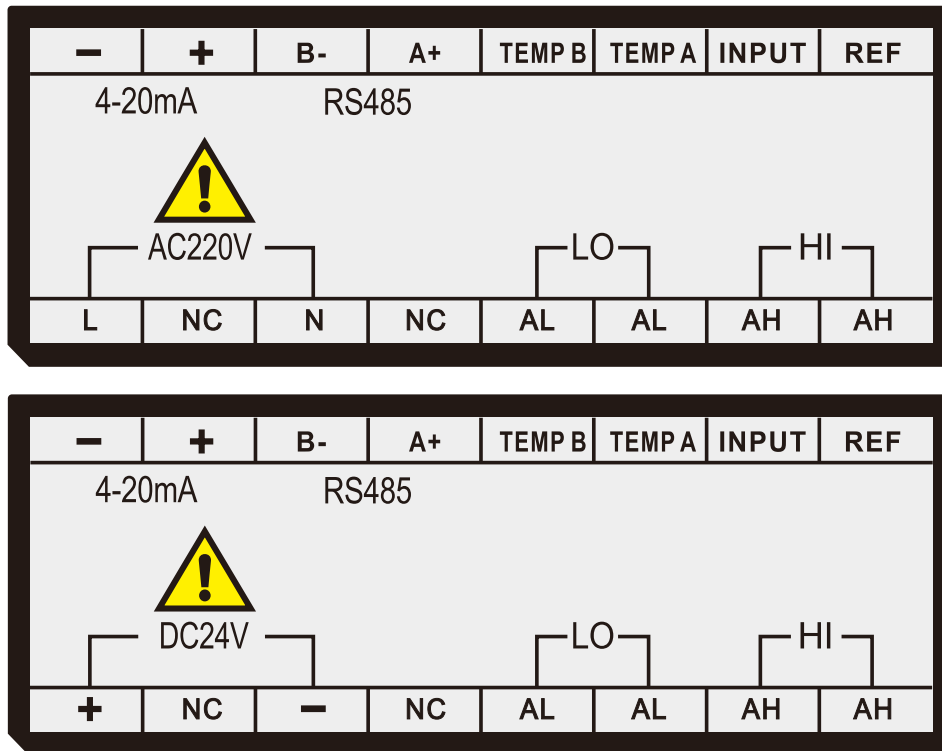 − + B- A+ TEMP B TEMP A INPUT REF
4-20mA RS485
AC220V LO HI
L NC N NC AL AL AH AH
− + B- A+ TEMP B TEMP A INPUT REF
4-20mA RS485
DC24V LO HI
+ NC − NC AL AL AH AH